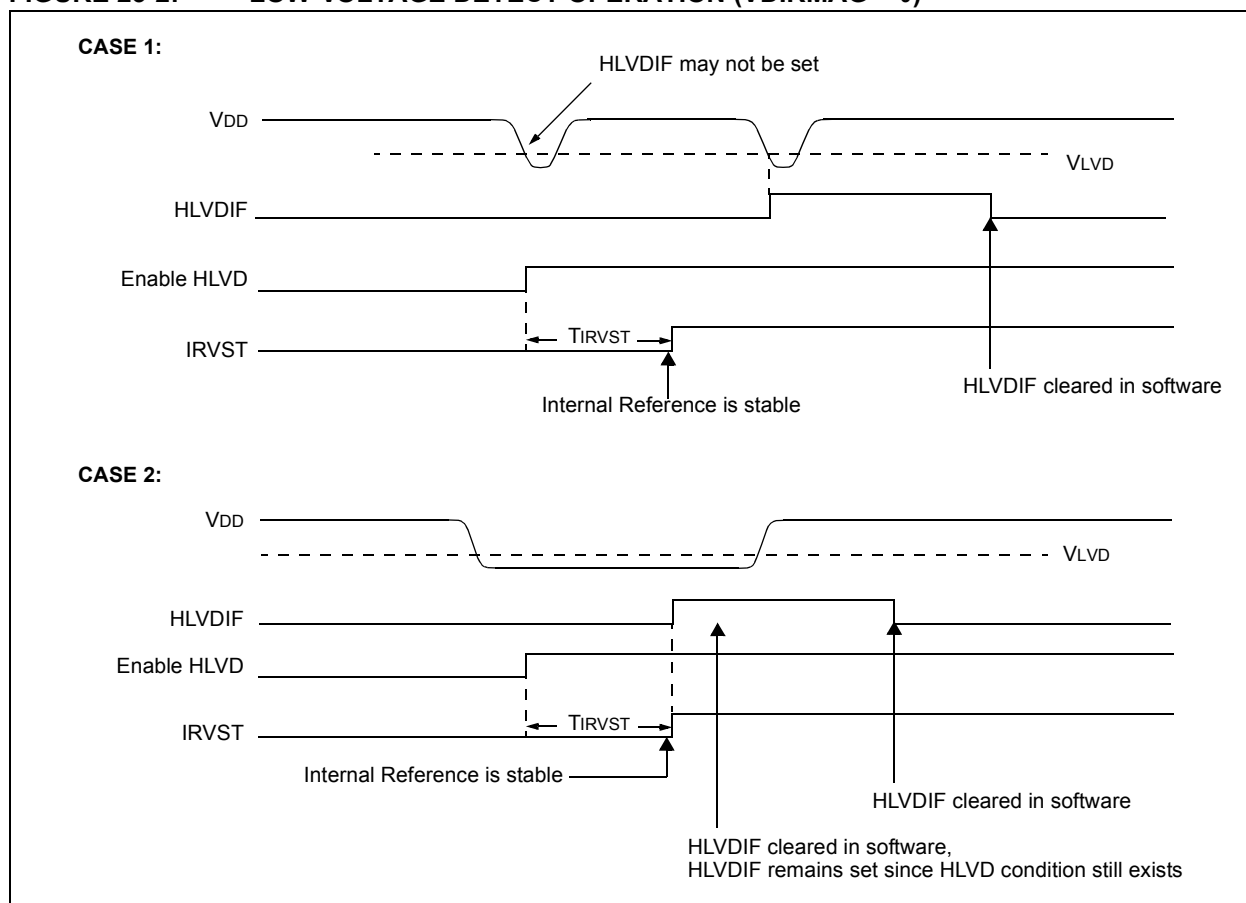 CASE 1:
HLVDIF may not be set
VDD
VLVD
HLVDIF
Enable HLVD
TIRVST
IRVST
HLVDIF cleared in software
Internal Reference is stable
CASE 2:
VDD
VLVD
HLVDIF
Enable HLVD
TIRVST
IRVST
Internal Reference is stable
HLVDIF cleared in software
HLVDIF cleared in software,
HLVDIF remains set since HLVD condition still exists